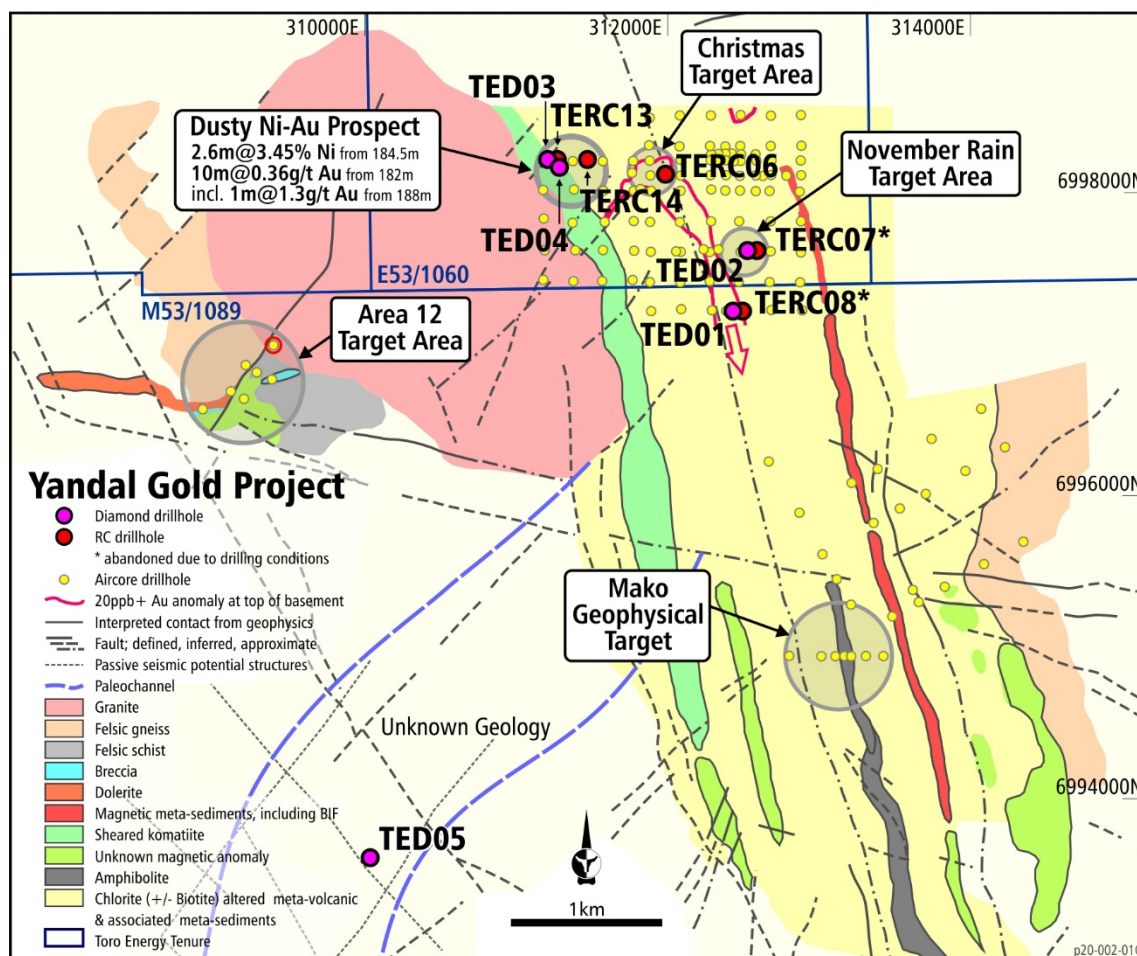 310000E
312000E
314000E
Christmas
Target Area
TED03
TERC13
Dusty Ni-Au Prospect
2.6m@3.45% Ni from 184.5m
10m@0.36g/t Au from 182m
incl. 1m@1.3g/t Au from 188m
November Rain
Target Area
TERC06
6998000N
TERC14
TED04
TERC07*
TED02
E53/1060
M53/1089
TERC08*
TED01
Area 12
Target Area
Yandal Gold Project
Diamond drillhole
RC drillhole
* abandoned due to drilling conditions
Aircore drillhole
20ppb+ Au anomaly at top of basement
Interpreted contact from geophysics
Fault; defined, inferred, approximate
Passive seismic potential structures
Paleochannel
Granite
Felsic gneiss
Felsic schist
Breccia
Dolerite
Magnetic meta-sediments, including BIF
Sheared komatiite
Unknown magnetic anomaly
Amphibolite
Chlorite (+/- Biotite) altered meta-volcanic
& associated meta-sediments
Toro Energy Tenure
6996000N
Mako
Geophysical
Target
Unknown Geology
6994000N
TED05
1km
p20-002-010